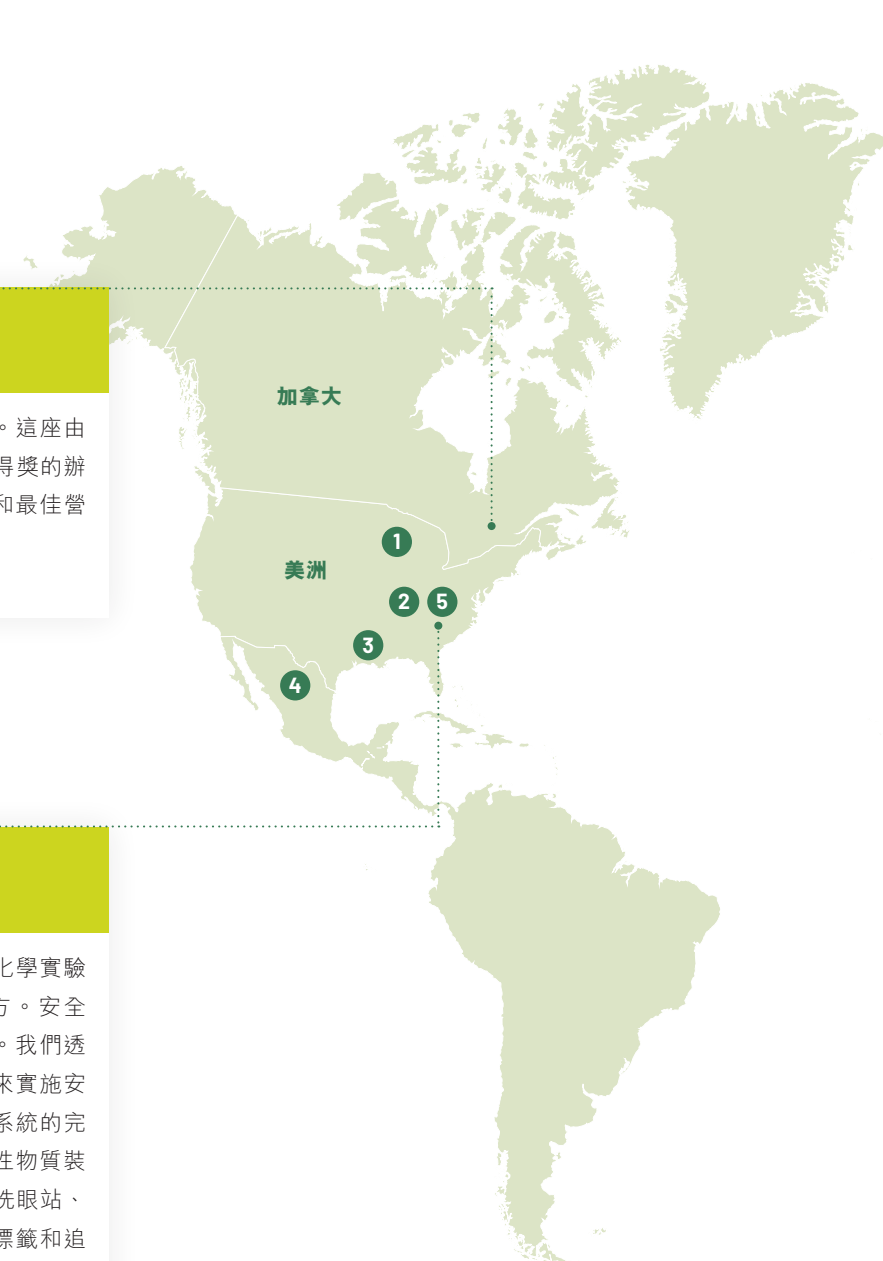 加拿大
。這座由
得獎的辦
和最佳營
1
美洲
2 5
3
4
化學實驗
方。安全
。我們透
來實施安
系統的完
性物質裝
洗眼站、
標籤和追